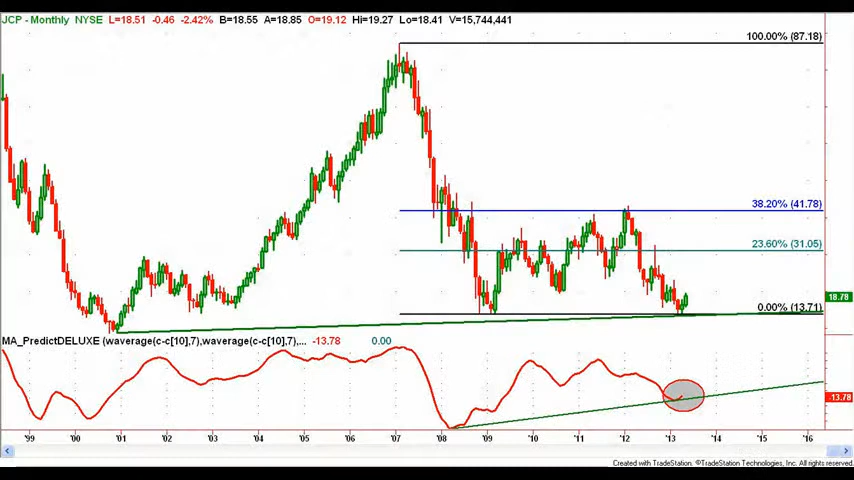 JCP - Monthly NYSE L=18.51 -0.46 -2.42% B=18.55 A=18.85 O=19.12 Hi=19.27 Lo=18.41 V=15,744,441
100.00% (87.18)
38.20% (41.78)
23.60% (31.05)
18.78
0.00% (13.71)
MA_PredictDELUXE (waverage(c-c[10],7),waverage(c-c[10],7),... -13.78 0.00
-13.78
'99 '00 '01 '02 '03 '04 '05 '06 '07 '08 '09 '10 '11 '12 '13 '14 '15 '16
Created with TradeStation. ©TradeStation Technologies, Inc. All rights reserved.